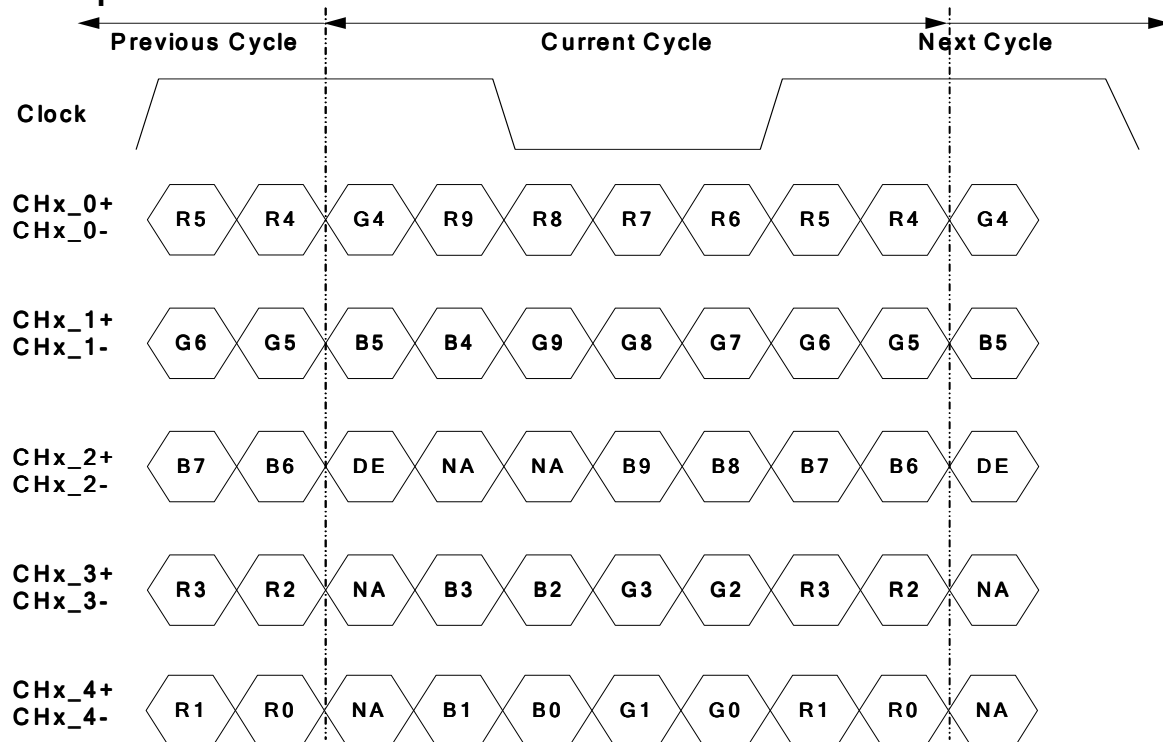 Previous Cycle Current Cycle Next Cycle
Clock
CHx_0+
CHx_0-
R5 R4 G4 R9 R8 R7 R6 R5 R4 G4
CHx_1+
CHx_1-
G6 G5 B5 B4 G9 G8 G7 G6 G5 B5
CHx_2+
CHx_2-
B7 B6 DE NA NA B9 B8 B7 B6 DE
CHx_3+
CHx_3-
R3 R2 NA B3 B2 G3 G2 R3 R2 NA
CHx_4+
CHx_4-
R1 R0 NA B1 B0 G1 G0 R1 R0 NA